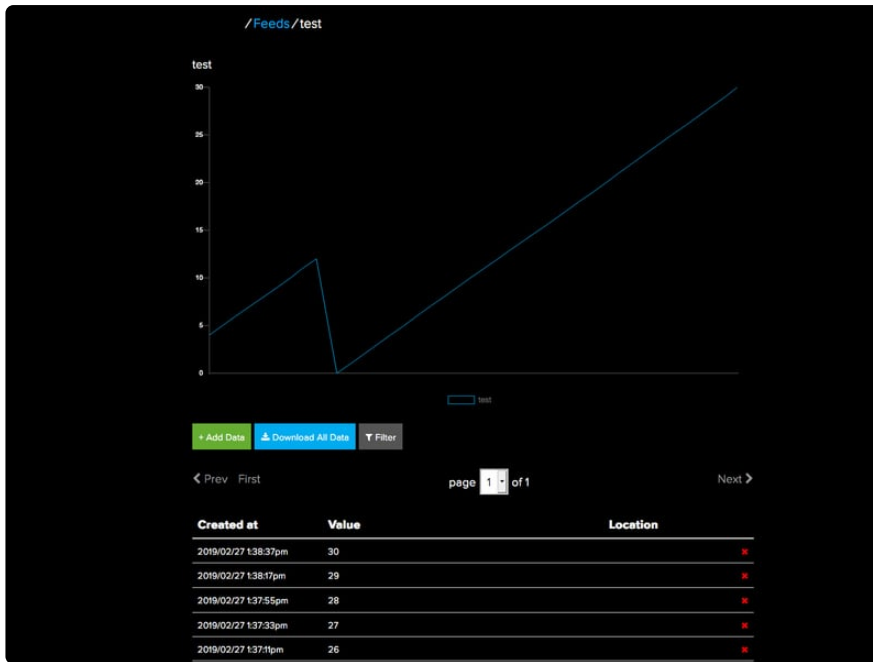 /Feeds/test
test
30
25
20
15
10
5
0
test
+ Add Data Download All Data Filter
Prev First page 1 of 1 Next
Created at Value Location
2019/02/27 1:38:37pm 30
2019/02/27 1:38:17pm 29
2019/02/27 1:37:55pm 28
2019/02/27 1:37:33pm 27
2019/02/27 1:37:11pm 26